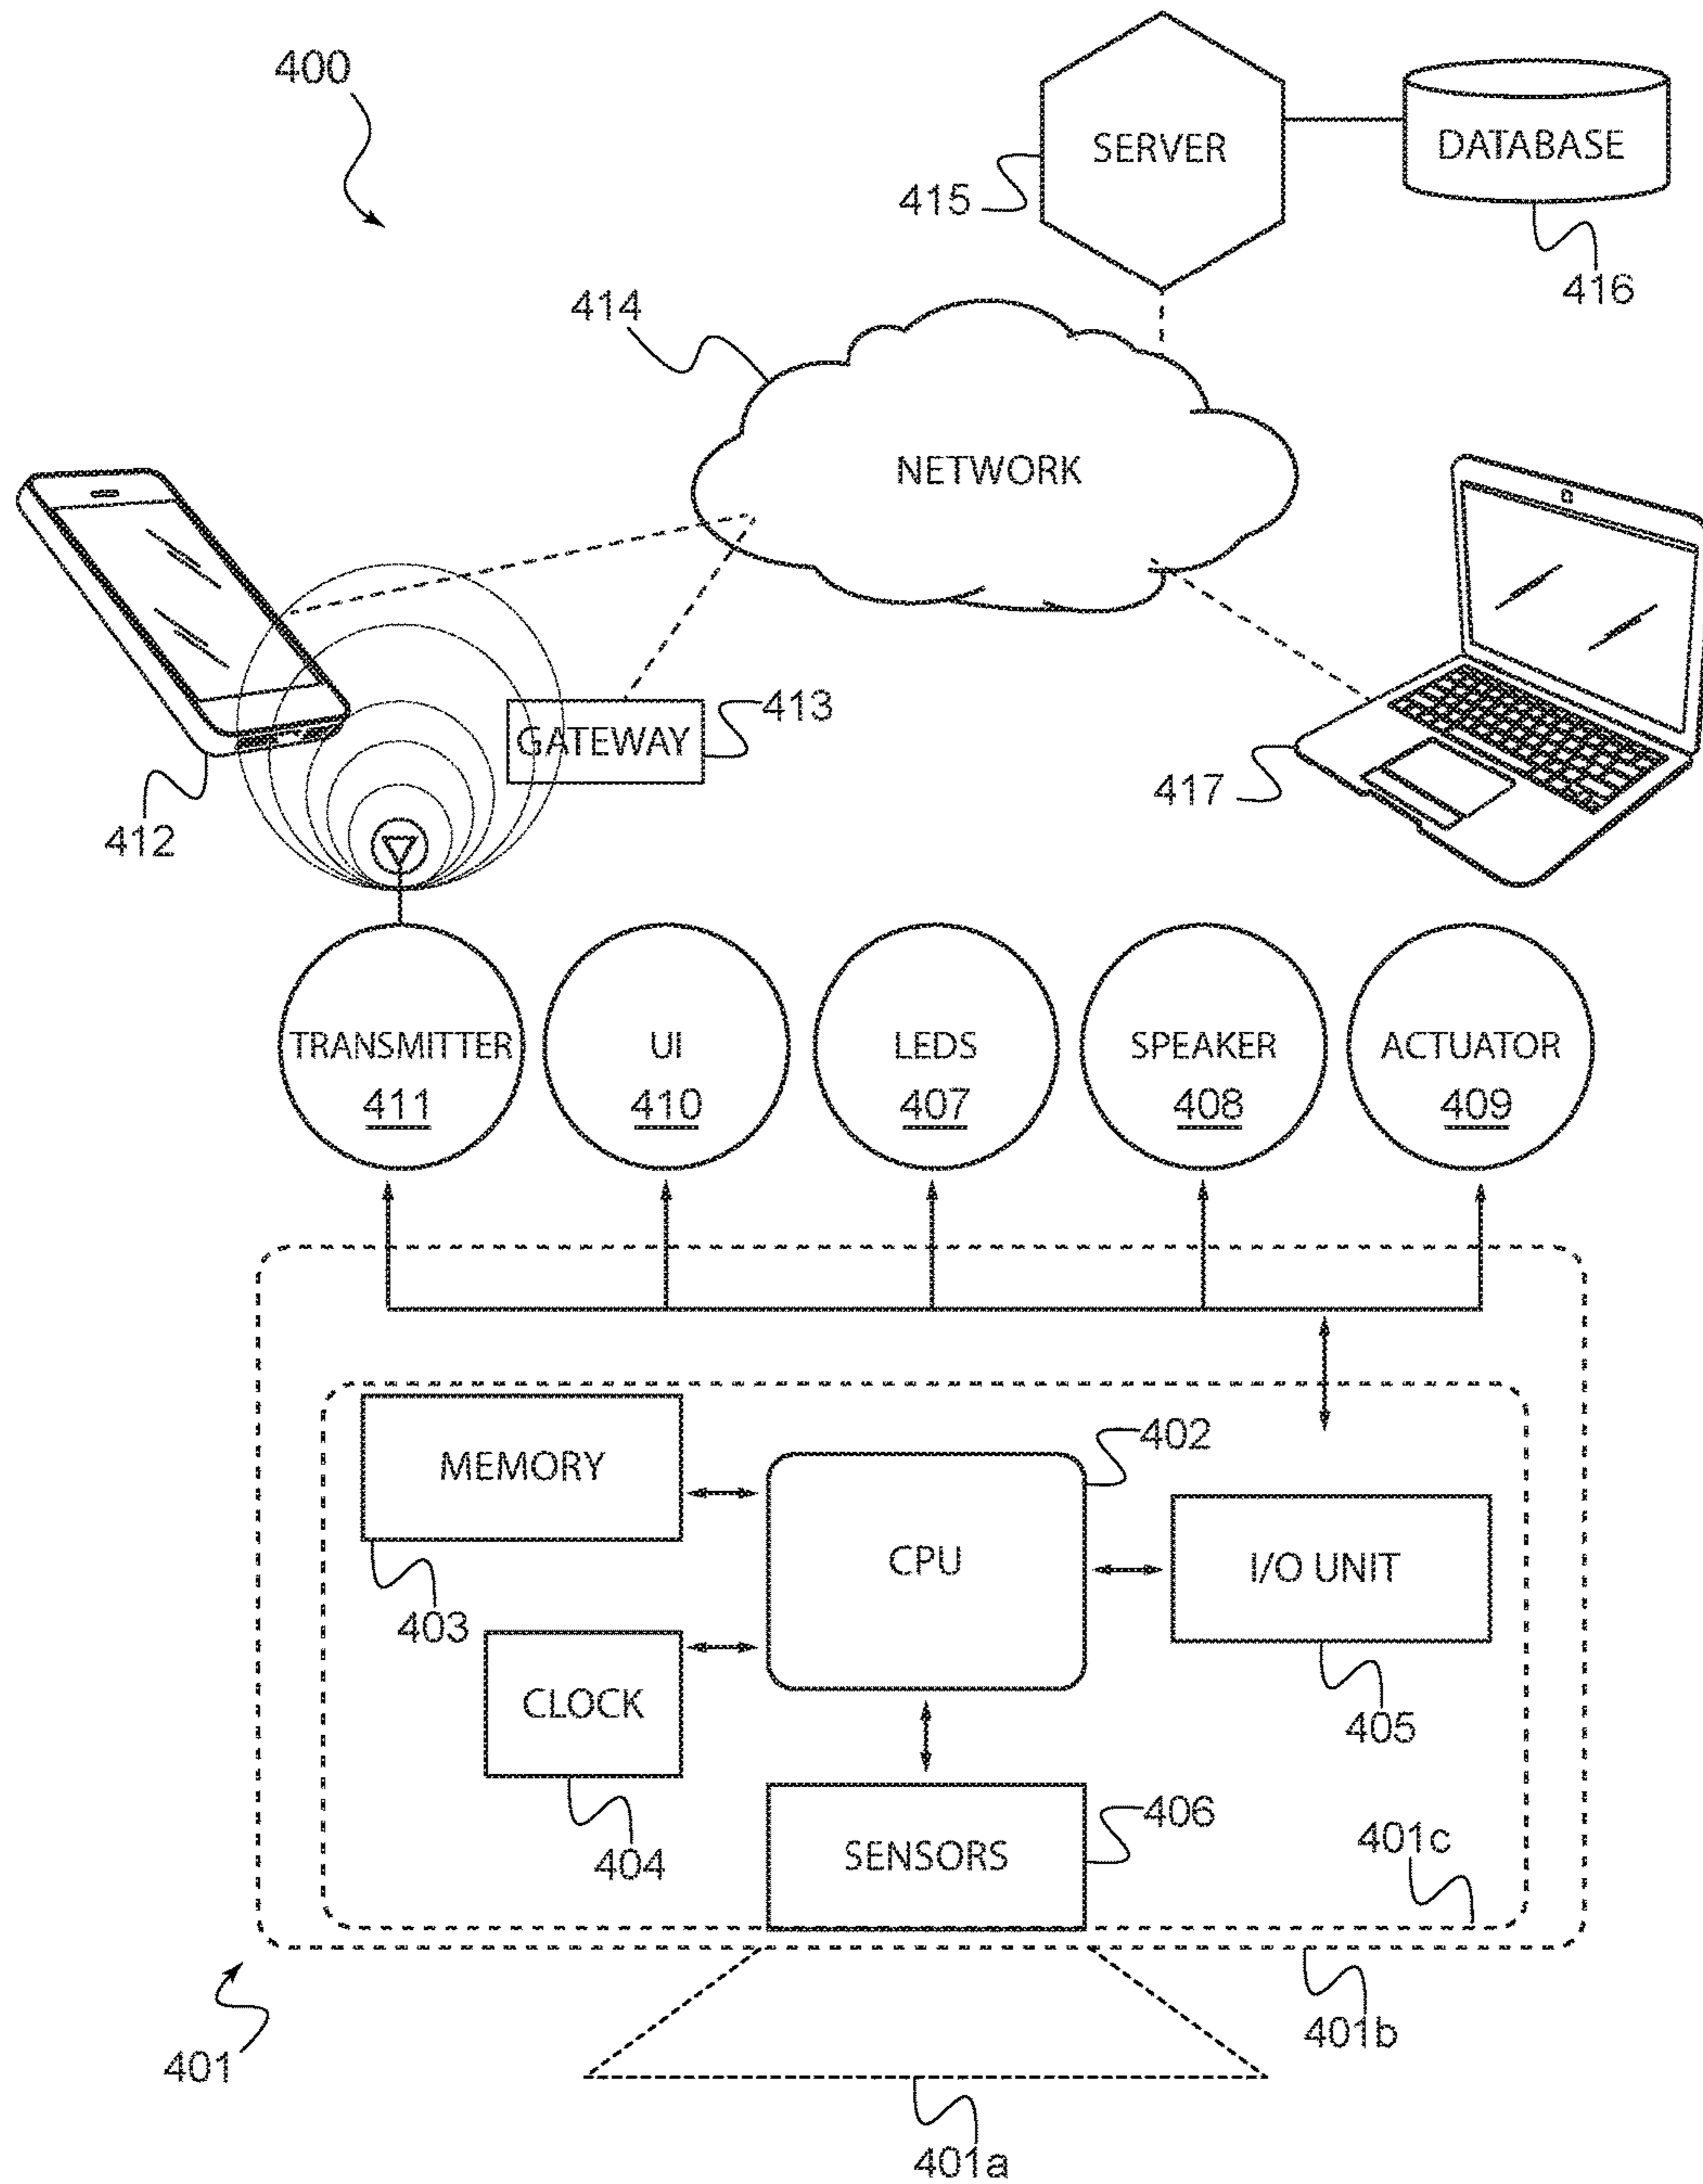 400
SERVER
DATABASE
415
416
414
NETWORK
GATEWAY
413
412
417
TRANSMITTER
411
UI
410
LEDS
407
SPEAKER
408
ACTUATOR
409
402
MEMORY
CPU
I/O UNIT
403
CLOCK
405
404
406
SENSORS
401c
401
401b
401a